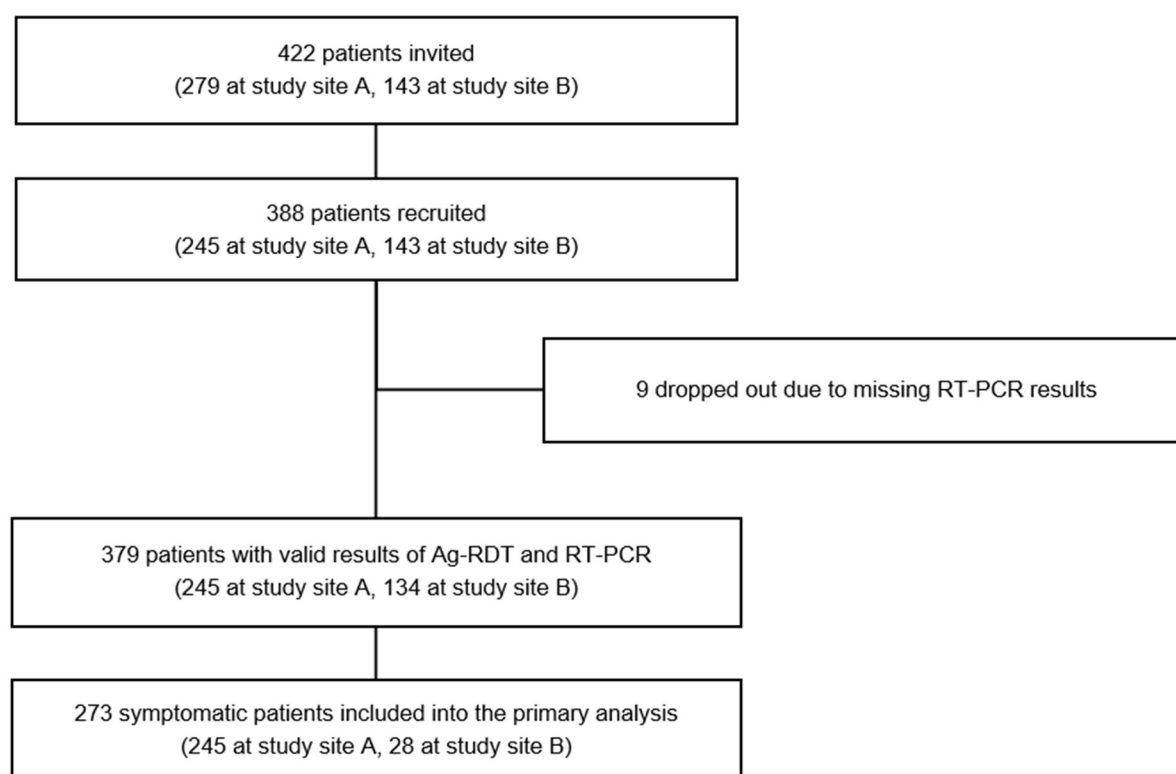 422 patients invited
(279 at study site A, 143 at study site B)
388 patients recruited
(245 at study site A, 143 at study site B)
9 dropped out due to missing RT-PCR results
379 patients with valid results of Ag-RDT and RT-PCR
(245 at study site A, 134 at study site B)
273 symptomatic patients included into the primary analysis
(245 at study site A, 28 at study site B)